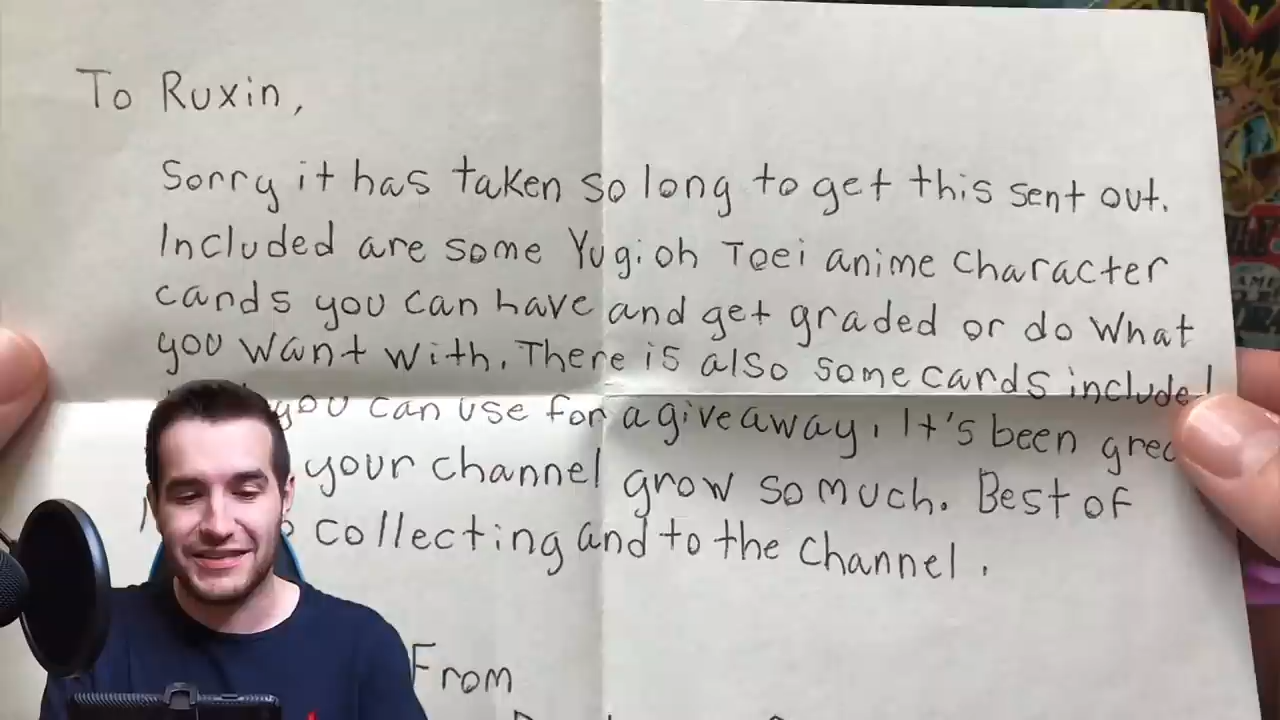 To Ruxin,
Sorry it has taken so long to get this sent out.
Included are some Yugioh Toei anime character
cards you can have and get graded or do what
you want with. There is also some cards include
you can use for a giveaway. It's been grea
your channel grow so much. Best of
collecting and to the channel.
From